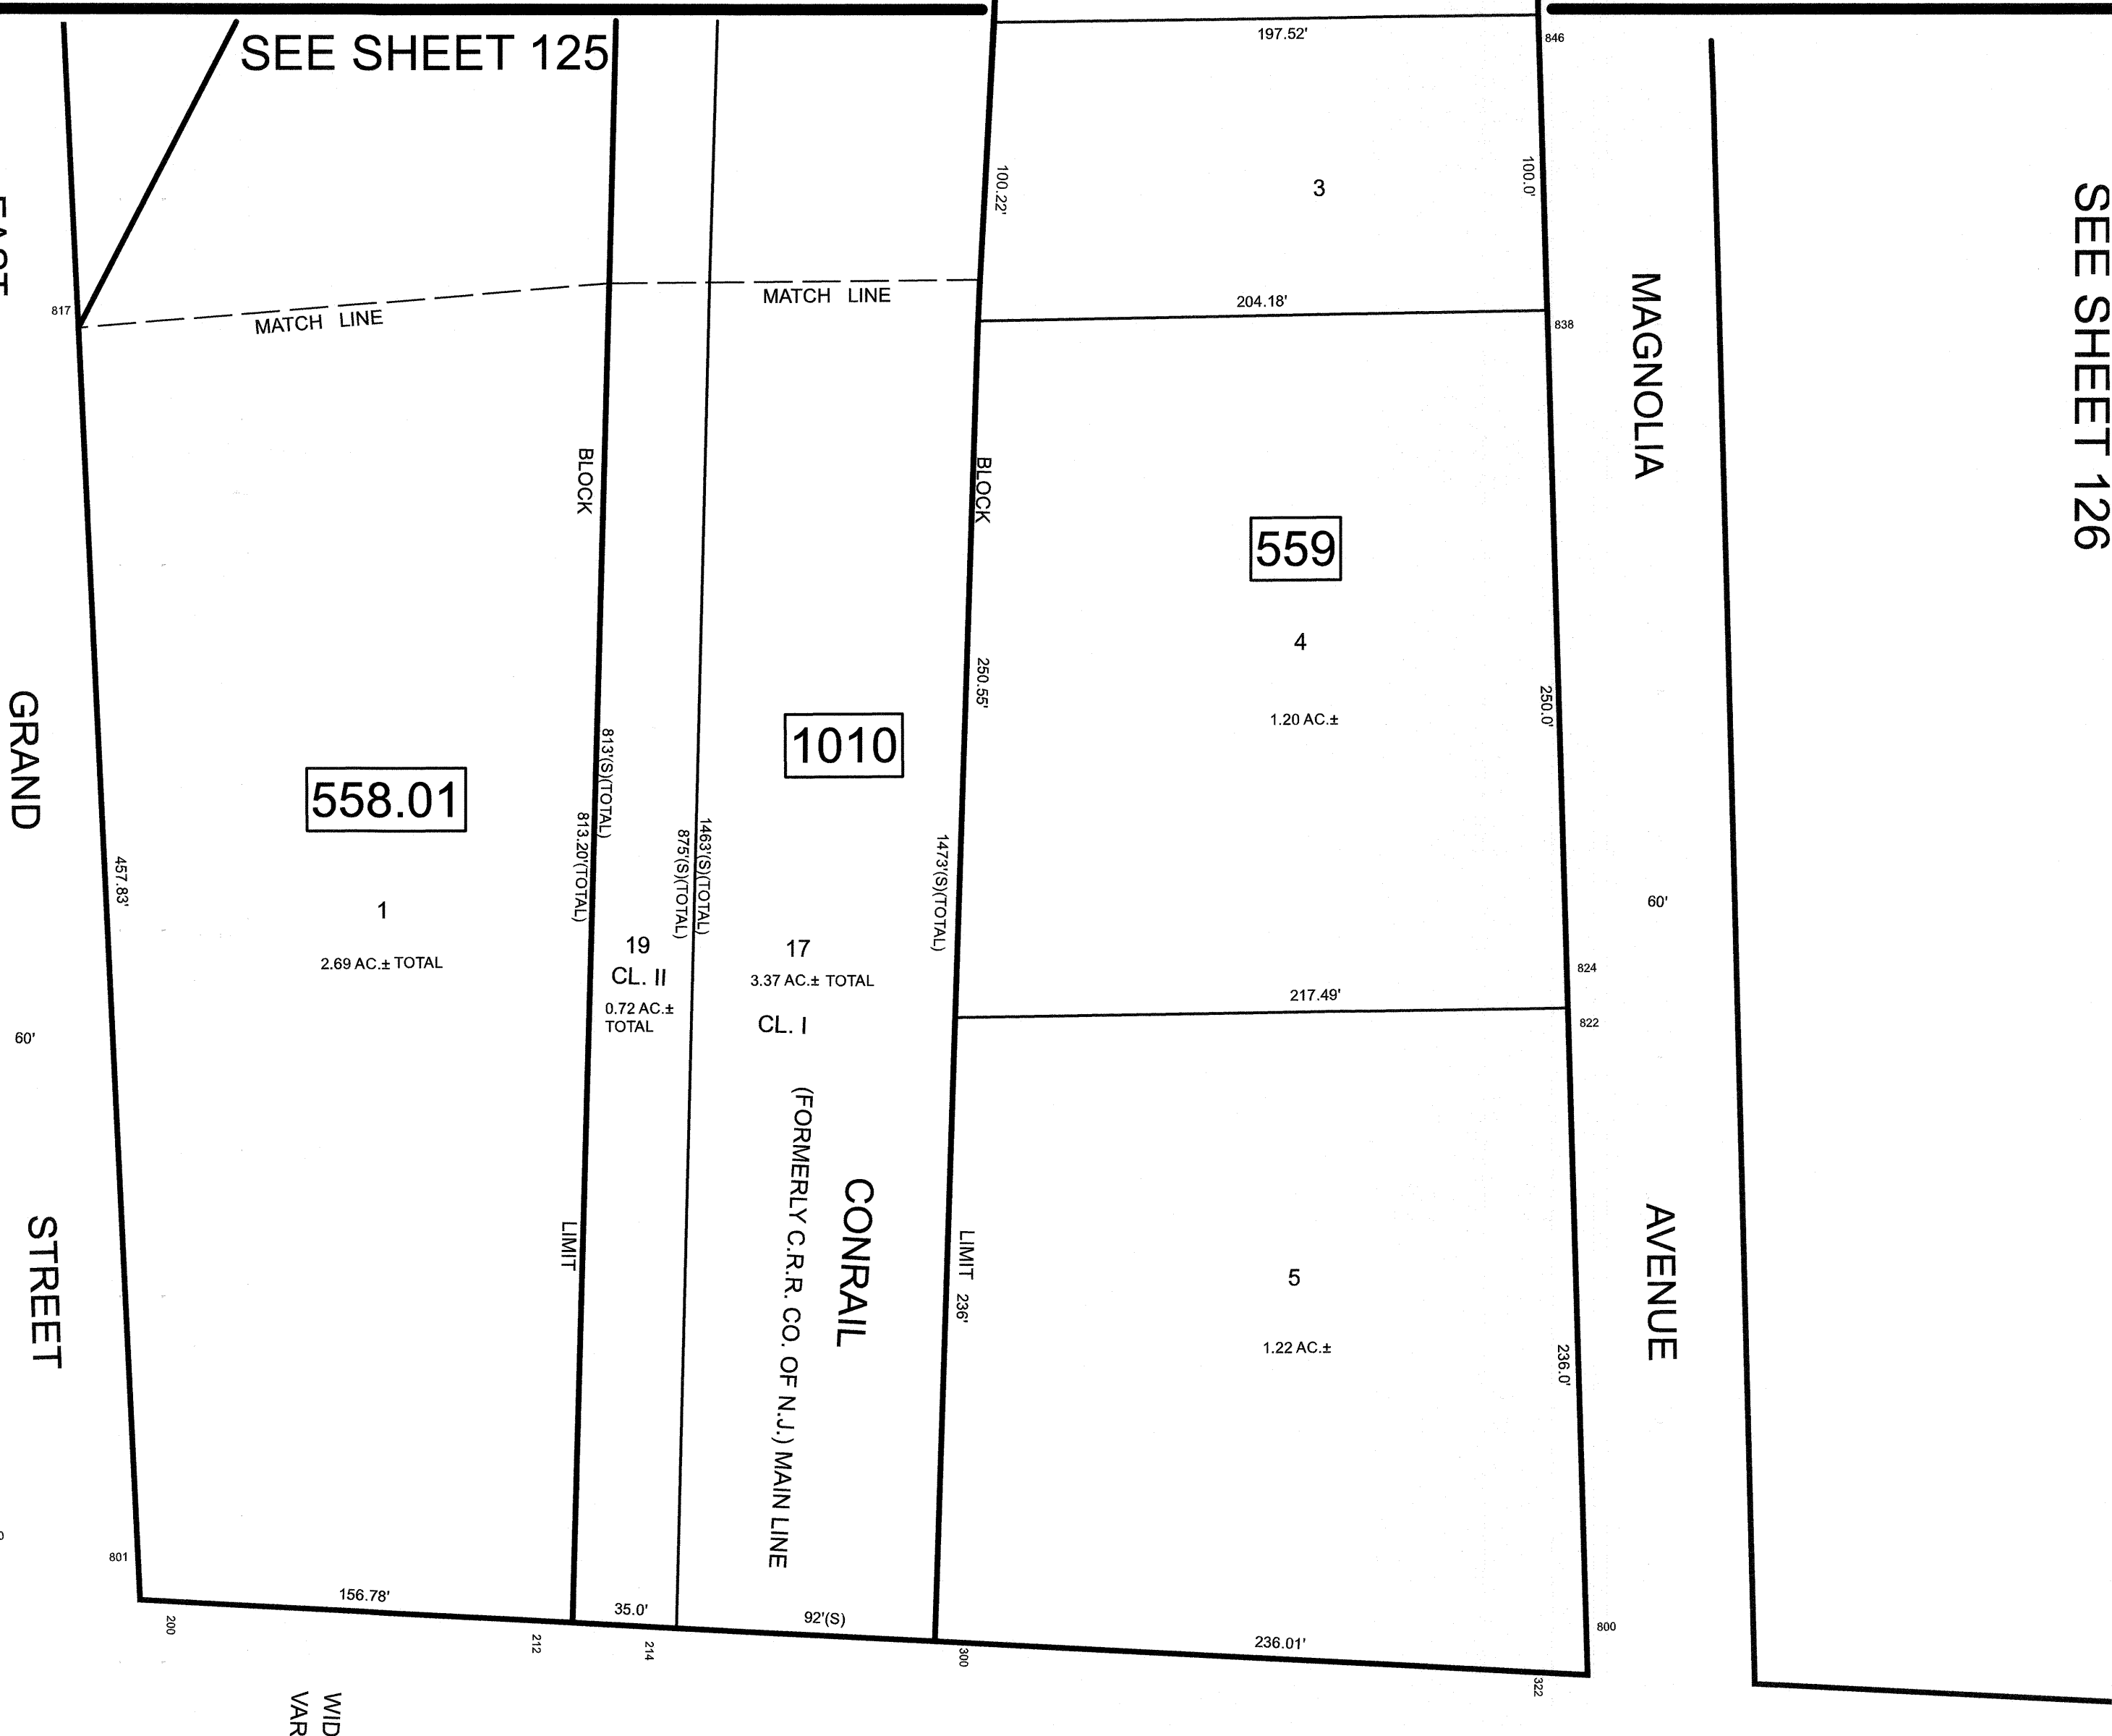 SEE SHEET 125
197.52'
846
100.22'
3
100.0'
SEE SHEET 126
817
MATCH LINE
MATCH LINE
204.18'
838
MAGNOLIA
BLOCK
BLOCK
559
4
1.20 AC.±
250.55'
250.0'
GRAND
558.01
1010
813'(S)(TOTAL)
813.20'(TOTAL)
875'(S)(TOTAL)
1463'(S)(TOTAL)
1473'(S)(TOTAL)
457.83'
1
2.69 AC.± TOTAL
19
CL. II
0.72 AC.±
TOTAL
17
3.37 AC.± TOTAL
CL. I
60'
824
217.49'
822
60'
STREET
LIMIT
CONRAIL
(FORMERLY C.R.R. CO. OF N.J.) MAIN LINE
LIMIT 236'
5
1.22 AC.±
236.0'
AVENUE
801
156.78'
35.0'
92'(S)
236.01'
800
200
212
214
300
322
WID
VAR